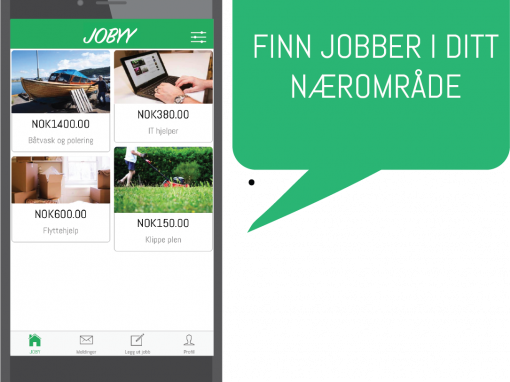 JOBYY
NOK1400.00
Båtvask og polering
NOK380.00
IT hjelper
NOK600.00
Flyttehjelp
NOK150.00
Klippe plen
JOBYY
Meldinger
Legg ut jobb
Profil
FINN JOBBER I DITT
NÆROMRÅDE